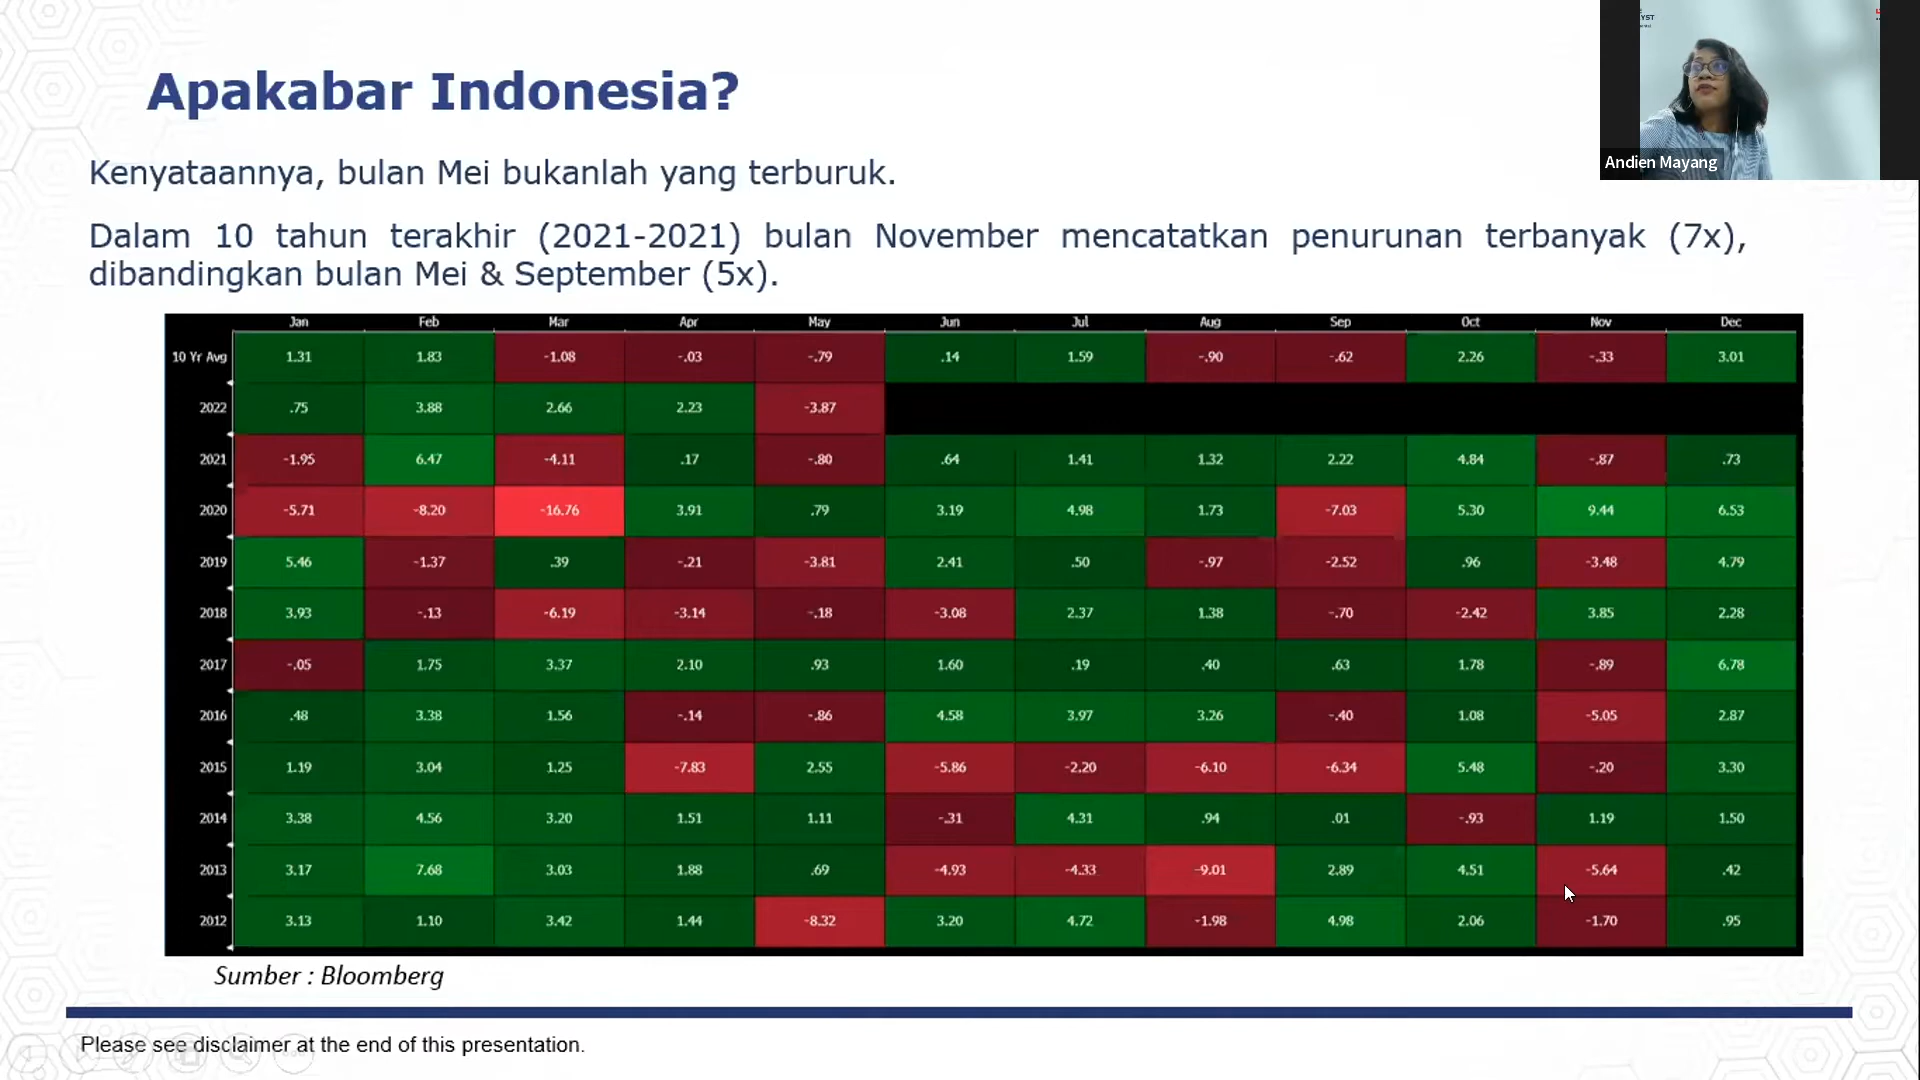 Apakabar Indonesia?
YST
Andien Mayang
Kenyataannya, bulan Mei bukanlah yang terburuk.
Dalam 10 tahun terakhir (2021-2021) bulan November mencatatkan penurunan terbanyak (7x),
dibandingkan bulan Mei & September (5x).
Jan Feb Mar Apr May Jun Jul Aug Sep Oct Nov Dec
10 Yr Avg 1.31 1.83 -1.08 -.03 -.79 .14 1.59 -.90 -.62 2.26 -.33 3.01
2022 .75 3.88 2.66 2.23 -3.87
2021 -1.95 6.47 -4.11 .17 -.80 .64 1.41 1.32 2.22 4.84 -.87 .73
2020 -5.71 -8.20 -16.76 3.91 .79 3.19 4.98 1.73 -7.03 5.30 9.44 6.53
2019 5.46 -1.37 .39 -.21 -3.81 2.41 .50 -.97 -2.52 .96 -3.48 4.79
2018 3.93 -.13 -6.19 -3.14 -.18 -3.08 2.37 1.38 -.70 -2.42 3.85 2.28
2017 -.05 1.75 3.37 2.10 .93 1.60 .19 .40 .63 1.78 -.89 6.78
2016 .48 3.38 1.56 -.14 -.86 4.58 3.97 3.26 -.40 1.08 -5.05 2.87
2015 1.19 3.04 1.25 -7.83 2.55 -5.86 -2.20 -6.10 -6.34 5.48 -.20 3.30
2014 3.38 4.56 3.20 1.51 1.11 -.31 4.31 .94 .01 -.93 1.19 1.50
2013 3.17 7.68 3.03 1.88 .69 -4.93 -4.33 -9.01 2.89 4.51 -5.64 .42
2012 3.13 1.10 3.42 1.44 -8.32 3.20 4.72 -1.98 4.98 2.06 -1.70 .95
Sumber : Bloomberg
Please see disclaimer at the end of this presentation.